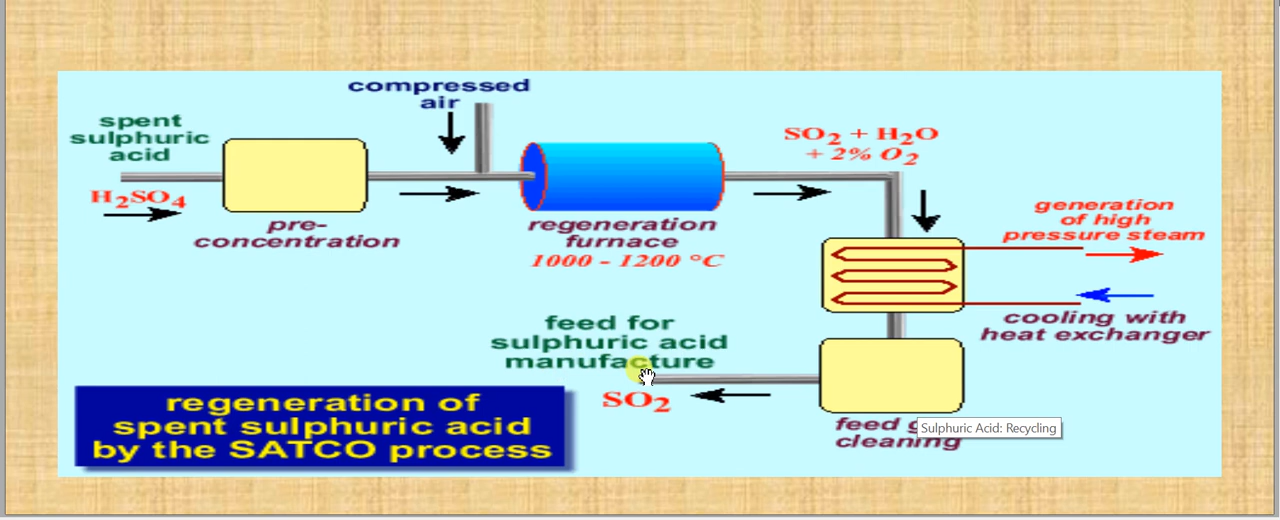 compressed
air
spent
sulphuric
acid
H₂SO₄
pre-
concentration
regeneration
furnace
1000 - 1200 °C
SO₂ + H₂O
+ 2% O₂
generation
of high
pressure steam
cooling with
heat exchanger
feed for
sulphuric acid
manufacture
SO₂
feed
cleaning
Sulphuric Acid: Recycling
regeneration of
spent sulphuric acid
by the SATCO process